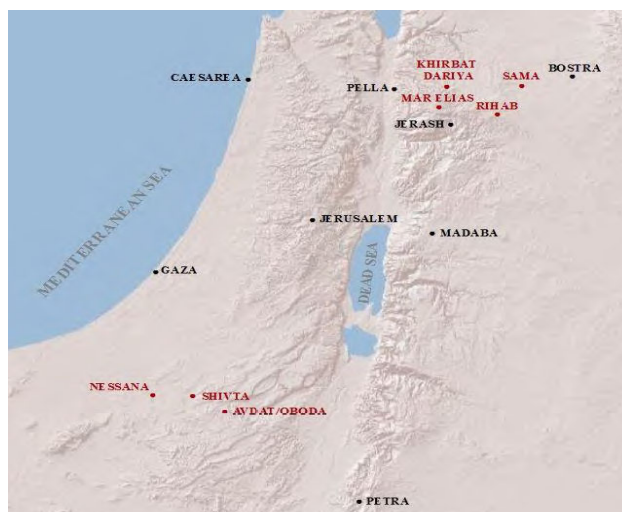 KHIRBAT
DARIYA
SAMA
BOSTRA
CAESAREA
PELLA
MAR ELIAS
RIHAB
JERASH
MEDITERRANEAN SEA
JERUSALEM
MADABA
DEAD SEA
GAZA
NESSANA
SHIVTA
AVDAT/OBODA
PETRA